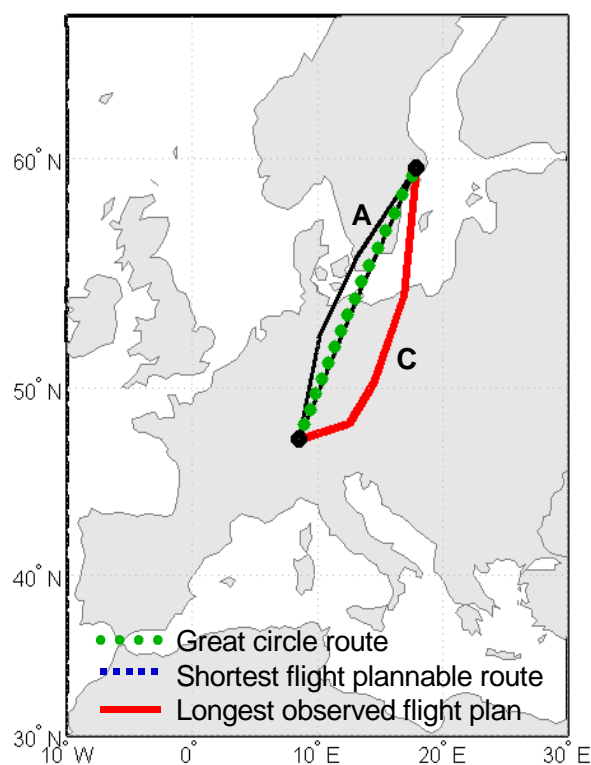 60° N
A
C
50° N
40° N
Great circle route
Shortest flight plannable route
Longest observed flight plan
30° N
10° W 0° 10° E 20° E 30° E